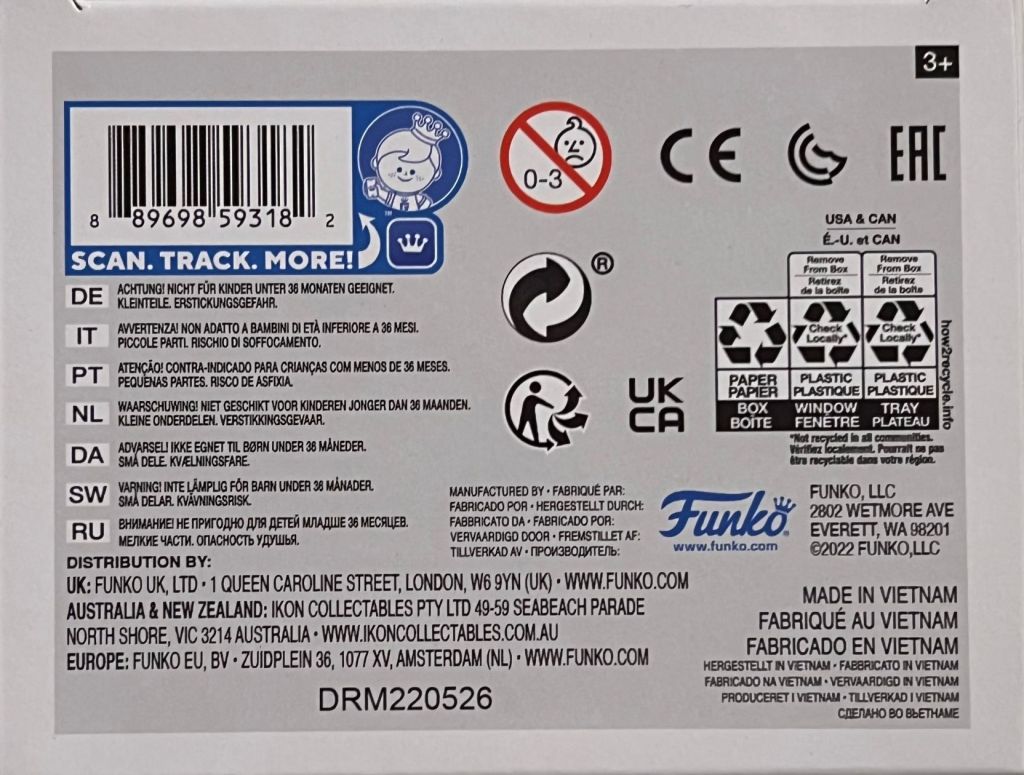 3+
8 89698 59318 2
™
SCAN. TRACK. MORE!
0-3
CE
EAC
®
UK
CA
USA & CAN
É.-U. et CAN
Remove
From Box
Retirez
de la boîte
Remove
From Box
Retirez
de la boîte
Check
Locally*
Check
Locally*
PAPER
PAPIER
PLASTIC
PLASTIQUE
PLASTIC
PLASTIQUE
BOX
BOÎTE
WINDOW
FENÊTRE
TRAY
PLATEAU
how2recycle.info
*Not recycled in all communities.
Vérifiez localement. Pourrait ne pas
être recyclable dans votre région.
DE ACHTUNG! NICHT FÜR KINDER UNTER 36 MONATEN GEEIGNET.
KLEINTEILE. ERSTICKUNGSGEFAHR.
IT AVVERTENZA! NON ADATTO A BAMBINI DI ETÀ INFERIORE A 36 MESI.
PICCOLE PARTI. RISCHIO DI SOFFOCAMENTO.
PT ATENÇÃO! CONTRA-INDICADO PARA CRIANÇAS COM MENOS DE 36 MESES.
PEQUENAS PARTES. RISCO DE ASFIXIA.
NL WAARSCHUWING! NIET GESCHIKT VOOR KINDEREN JONGER DAN 36 MAANDEN.
KLEINE ONDERDELEN. VERSTIKKINGSGEVAAR.
DA ADVARSEL! IKKE EGNET TIL BØRN UNDER 36 MÅNEDER.
SMÅ DELE. KVÆLNINGSFARE.
SW VARNING! INTE LÄMPLIG FÖR BARN UNDER 36 MÅNADER.
SMÅ DELAR. KVÄVNINGSRISK.
RU ВНИМАНИЕ! НЕ ПРИГОДНО ДЛЯ ДЕТЕЙ МЛАДШЕ 36 МЕСЯЦЕВ.
МЕЛКИЕ ЧАСТИ. ОПАСНОСТЬ УДУШЬЯ.
MANUFACTURED BY • FABRIQUÉ PAR:
FABRICADO POR • HERGESTELLT DURCH:
FABBRICATO DA • FABRICADO POR:
VERVAARDIGD DOOR • FREMSTILLET AF:
TILLVERKAD AV • ПРОИЗВОДИТЕЛЬ:
Funko®
www.funko.com
FUNKO, LLC
2802 WETMORE AVE
EVERETT, WA 98201
©2022 FUNKO,LLC
DISTRIBUTION BY:
UK: FUNKO UK, LTD • 1 QUEEN CAROLINE STREET, LONDON, W6 9YN (UK) • WWW.FUNKO.COM
AUSTRALIA & NEW ZEALAND: IKON COLLECTABLES PTY LTD 49-59 SEABEACH PARADE
NORTH SHORE, VIC 3214 AUSTRALIA • WWW.IKONCOLLECTABLES.COM.AU
EUROPE: FUNKO EU, BV • ZUIDPLEIN 36, 1077 XV, AMSTERDAM (NL) • WWW.FUNKO.COM
DRM220526
MADE IN VIETNAM
FABRIQUÉ AU VIETNAM
FABRICADO EN VIETNAM
HERGESTELLT IN VIETNAM • FABBRICATO IN VIETNAM
FABRICADO NA VIETNAM • VERVAARDIGD IN VIETNAM
PRODUCERET I VIETNAM • TILLVERKAD I VIETNAM
СДЕЛАНО ВО ВЬЕТНАМЕ